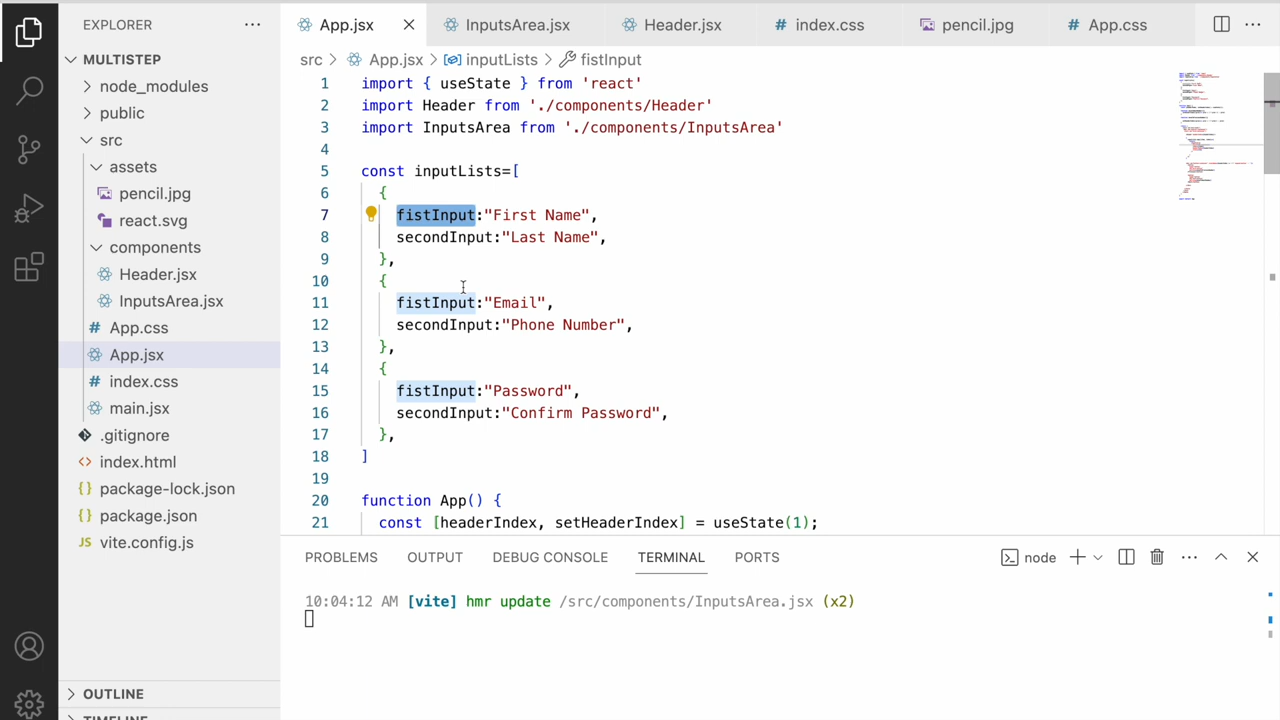 EXPLORER
MULTISTEP
node_modules
public
src
assets
pencil.jpg
react.svg
components
Header.jsx
InputsArea.jsx
App.css
App.jsx
index.css
main.jsx
.gitignore
index.html
package-lock.json
package.json
vite.config.js
OUTLINE
App.jsx
InputsArea.jsx
Header.jsx
index.css
pencil.jpg
App.css
src > App.jsx > inputLists > fistInput
1 import { useState } from 'react'
2 import Header from './components/Header'
3 import InputsArea from './components/InputsArea'
4
5 const inputLists=[
6 {
7 fistInput:"First Name",
8 secondInput:"Last Name",
9 },
10 {
11 fistInput:"Email",
12 secondInput:"Phone Number",
13 },
14 {
15 fistInput:"Password",
16 secondInput:"Confirm Password",
17 },
18 ]
19
20 function App() {
21 const [headerIndex, setHeaderIndex] = useState(1);
PROBLEMS OUTPUT DEBUG CONSOLE TERMINAL PORTS
node
10:04:12 AM [vite] hmr update /src/components/InputsArea.jsx (x2)